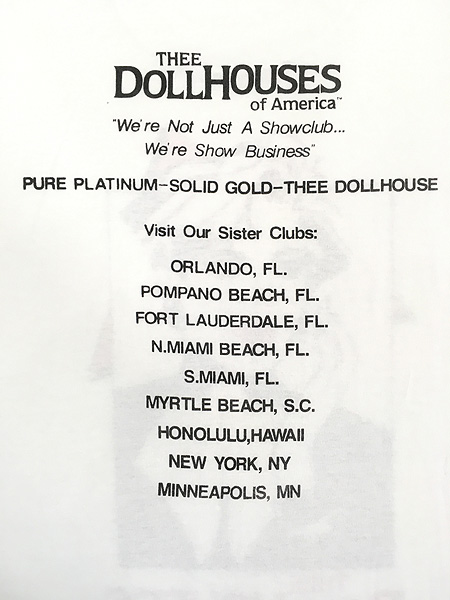 THEE
DOLLHOUSES
of America™
"We're Not Just A Showclub...
We're Show Business"
PURE PLATINUM-SOLID GOLD-THEE DOLLHOUSE
Visit Our Sister Clubs:
ORLANDO, FL.
POMPANO BEACH, FL.
FORT LAUDERDALE, FL.
N.MIAMI BEACH, FL.
S.MIAMI, FL.
MYRTLE BEACH, S.C.
HONOLULU,HAWAII
NEW YORK, NY
MINNEAPOLIS, MN